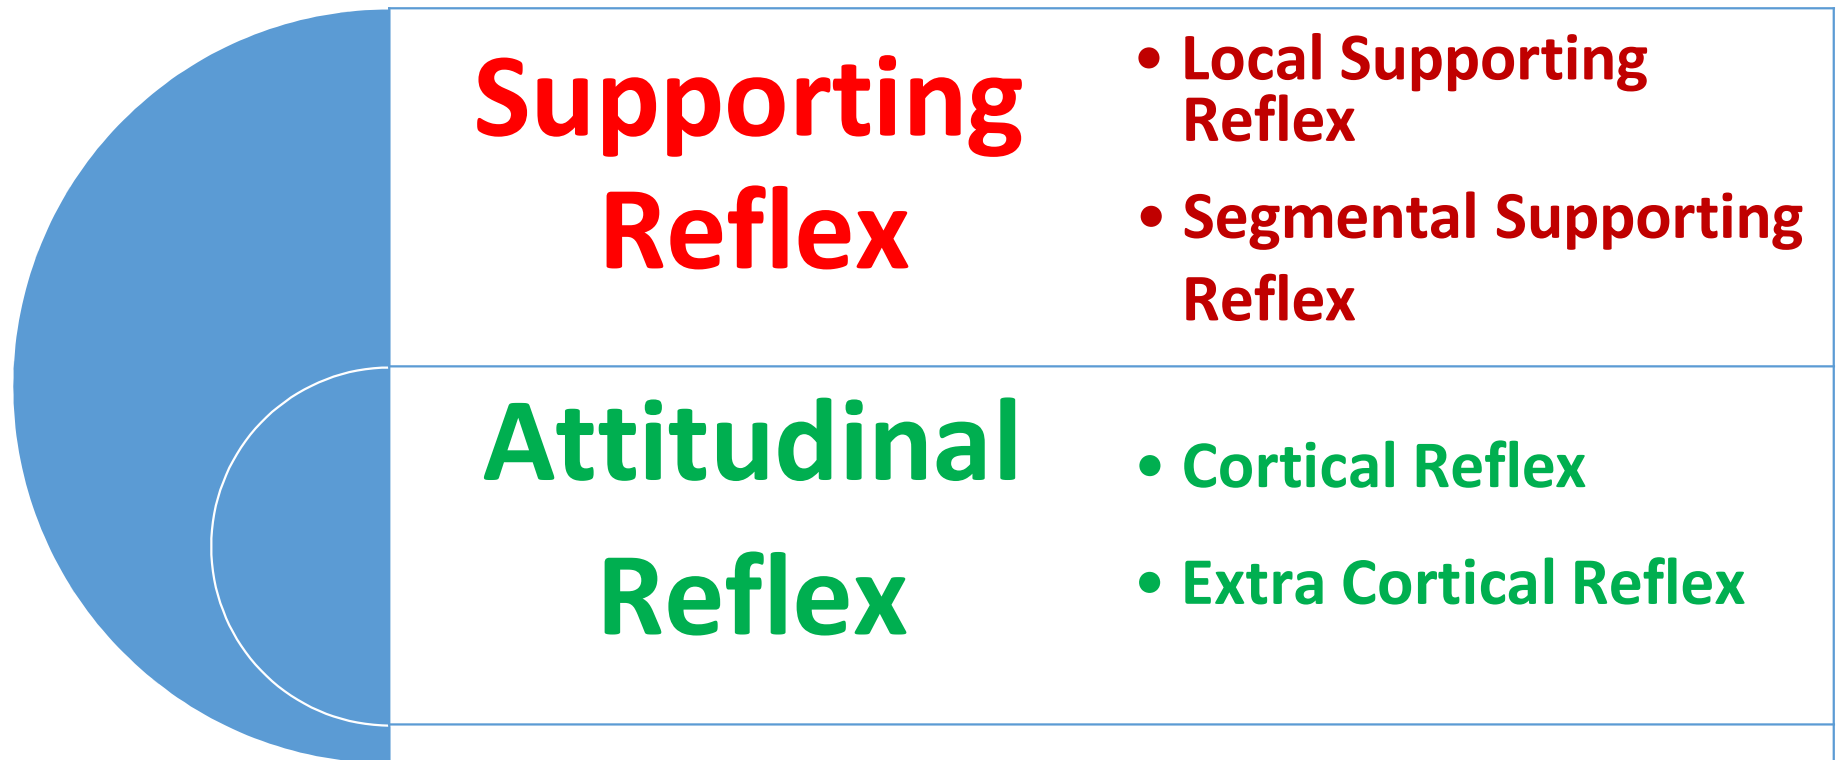 Supporting
Reflex
• Local Supporting
Reflex
• Segmental Supporting
Reflex
Attitudinal
Reflex
• Cortical Reflex
• Extra Cortical Reflex